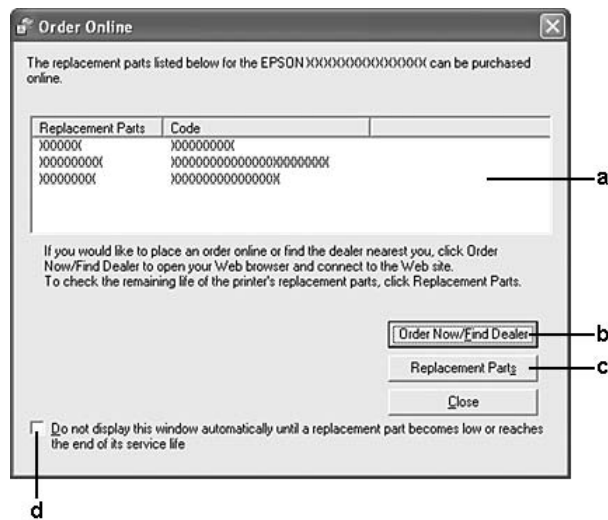 Order Online
The replacement parts listed below for the EPSON XXXXXXXXXXXXXXXX can be purchased
online.
Replacement Parts Code
XXXXXX XXXXXXXXX
XXXXXXXXX XXXXXXXXXXXXXXXXXXXXXX
XXXXXXXX XXXXXXXXXXXXXXX
a
If you would like to place an order online or find the dealer nearest you, click Order
Now/Find Dealer to open your Web browser and connect to the Web site.
To check the remaining life of the printer's replacement parts, click Replacement Parts.
Order Now/Find Dealer b
Replacement Parts c
Close
Do not display this window automatically until a replacement part becomes low or reaches
the end of its service life
d